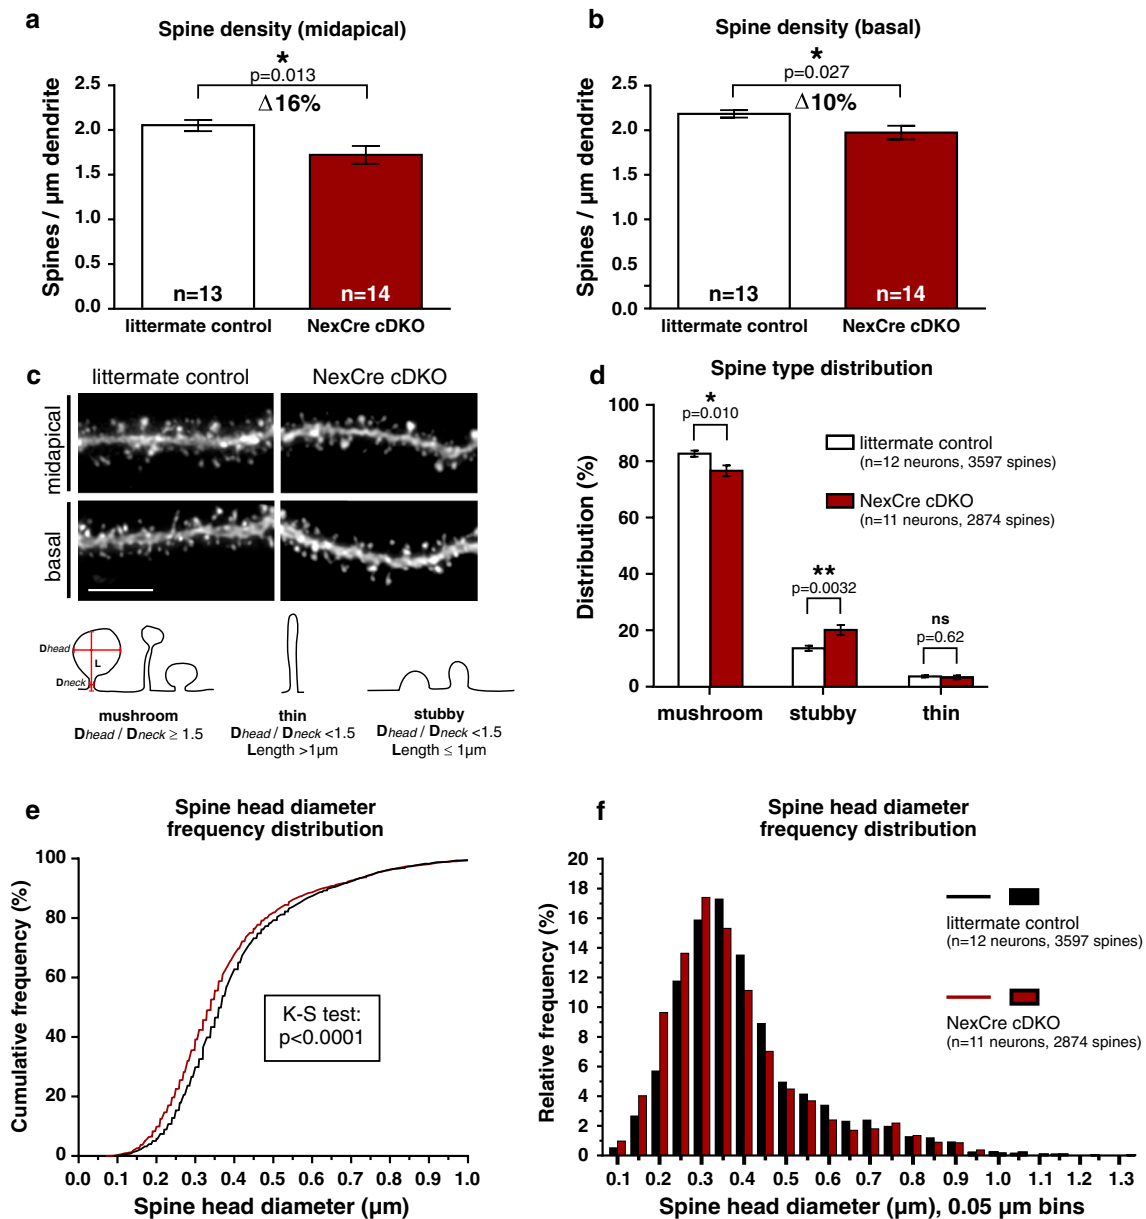 a
Spine density (midapical)
*
p=0.013
Δ16%
Spines / µm dendrite
2.5
2.0
1.5
1.0
0.5
0.0
n=13
n=14
littermate control
NexCre cDKO
b
Spine density (basal)
*
p=0.027
Δ10%
Spines / µm dendrite
2.5
2.0
1.5
1.0
0.5
0.0
n=13
n=14
littermate control
NexCre cDKO
c
littermate control
NexCre cDKO
midapical
basal
Dhead
L
Dneck
mushroom
Dhead / Dneck ≥ 1.5
thin
Dhead / Dneck <1.5
Length >1µm
stubby
Dhead / Dneck <1.5
Length ≤ 1µm
d
Spine type distribution
Distribution (%)
100
80
60
40
20
0
*
p=0.010
**
p=0.0032
ns
p=0.62
littermate control
(n=12 neurons, 3597 spines)
NexCre cDKO
(n=11 neurons, 2874 spines)
mushroom
stubby
thin
e
Spine head diameter
frequency distribution
Cumulative frequency (%)
100
80
60
40
20
0
K-S test:
p<0.0001
0.0 0.1 0.2 0.3 0.4 0.5 0.6 0.7 0.8 0.9 1.0
Spine head diameter (µm)
f
Spine head diameter
frequency distribution
Relative frequency (%)
20
18
16
14
12
10
8
6
4
2
0
littermate control
(n=12 neurons, 3597 spines)
NexCre cDKO
(n=11 neurons, 2874 spines)
0.1 0.2 0.3 0.4 0.5 0.6 0.7 0.8 0.9 1.0 1.1 1.2 1.3
Spine head diameter (µm), 0.05 µm bins